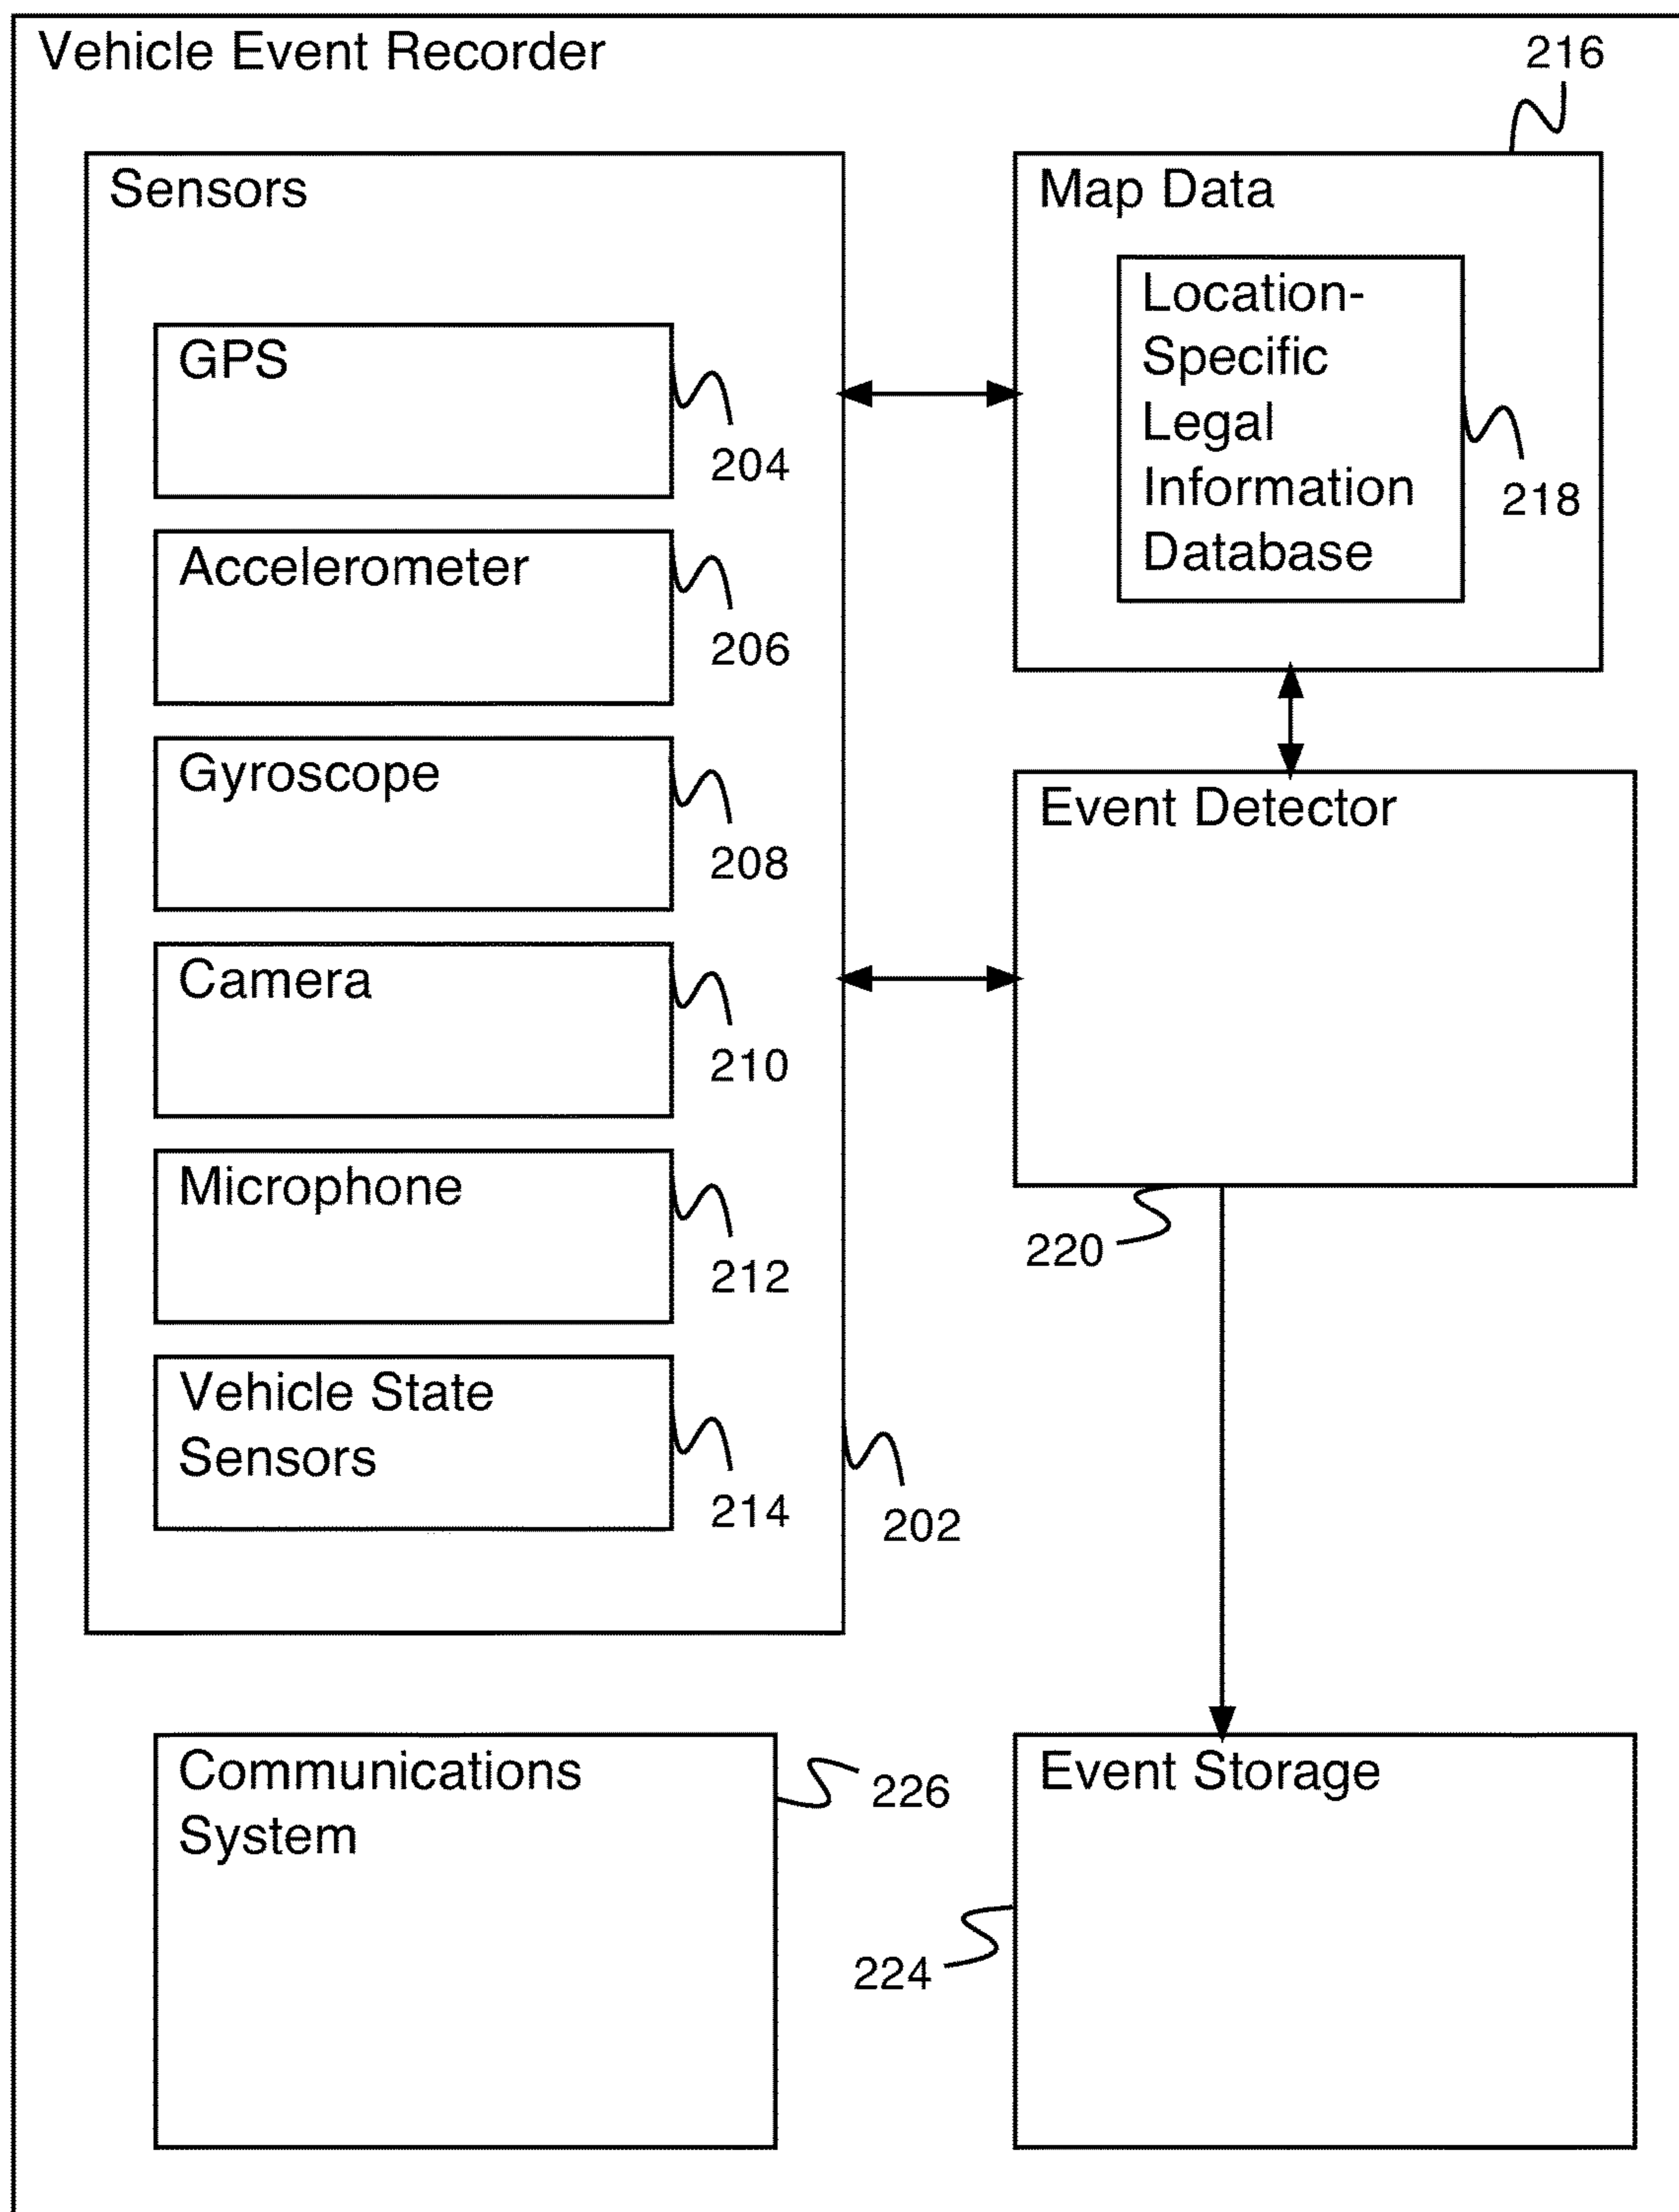 Vehicle Event Recorder
216
Sensors
Map Data
Location-
Specific
Legal
Information
Database
218
GPS
204
Accelerometer
206
Gyroscope
208
Event Detector
Camera
210
Microphone
212
220
Vehicle State
Sensors
214
202
Communications
System
226
Event Storage
224